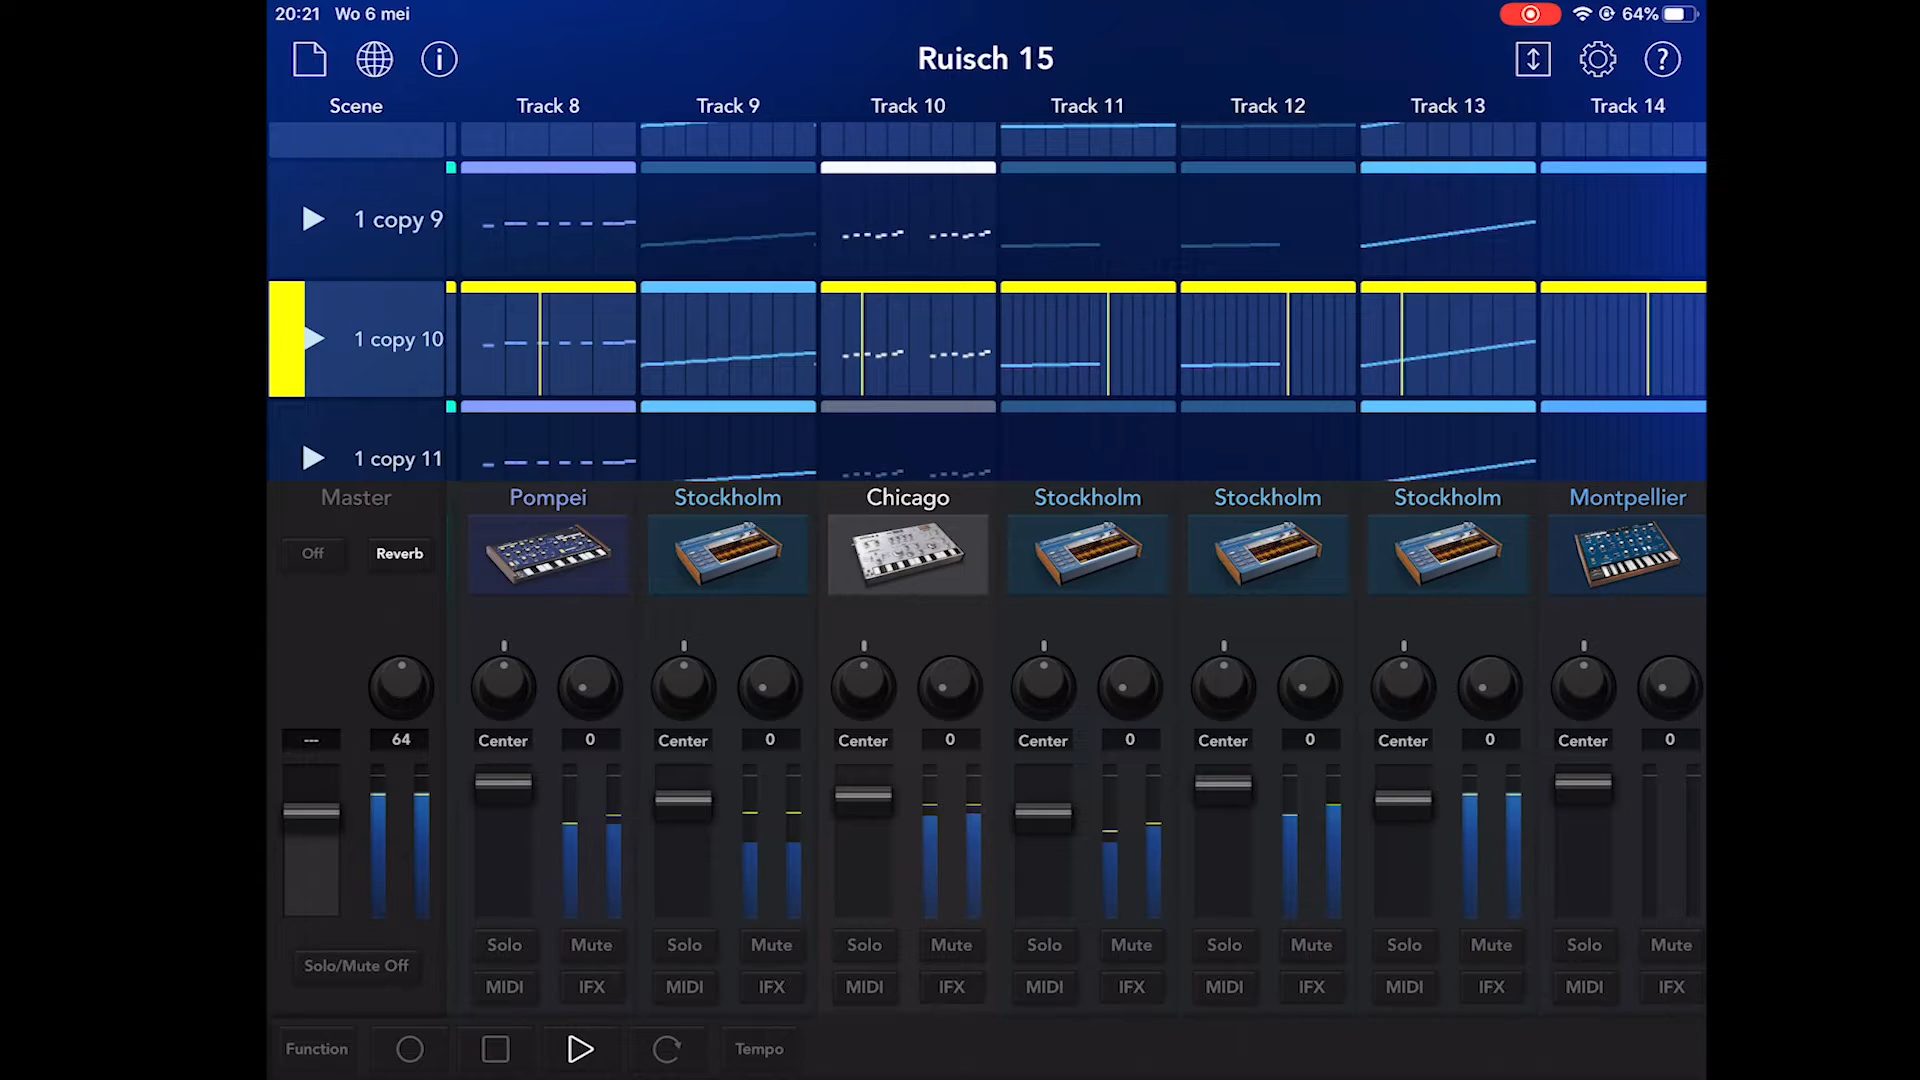 20:21 Wo 6 mei 64%
Ruisch 15
Scene Track 8 Track 9 Track 10 Track 11 Track 12 Track 13 Track 14
1 copy 9
1 copy 10
1 copy 11
Master Pompei Stockholm Chicago Stockholm Stockholm Stockholm Montpellier
Off Reverb
--- 64 Center 0 Center 0 Center 0 Center 0 Center 0 Center 0 Center 0
Solo Mute Solo Mute Solo Mute Solo Mute Solo Mute Solo Mute Solo Mute
Solo/Mute Off
MIDI IFX MIDI IFX MIDI IFX MIDI IFX MIDI IFX MIDI IFX MIDI IFX
Function Tempo